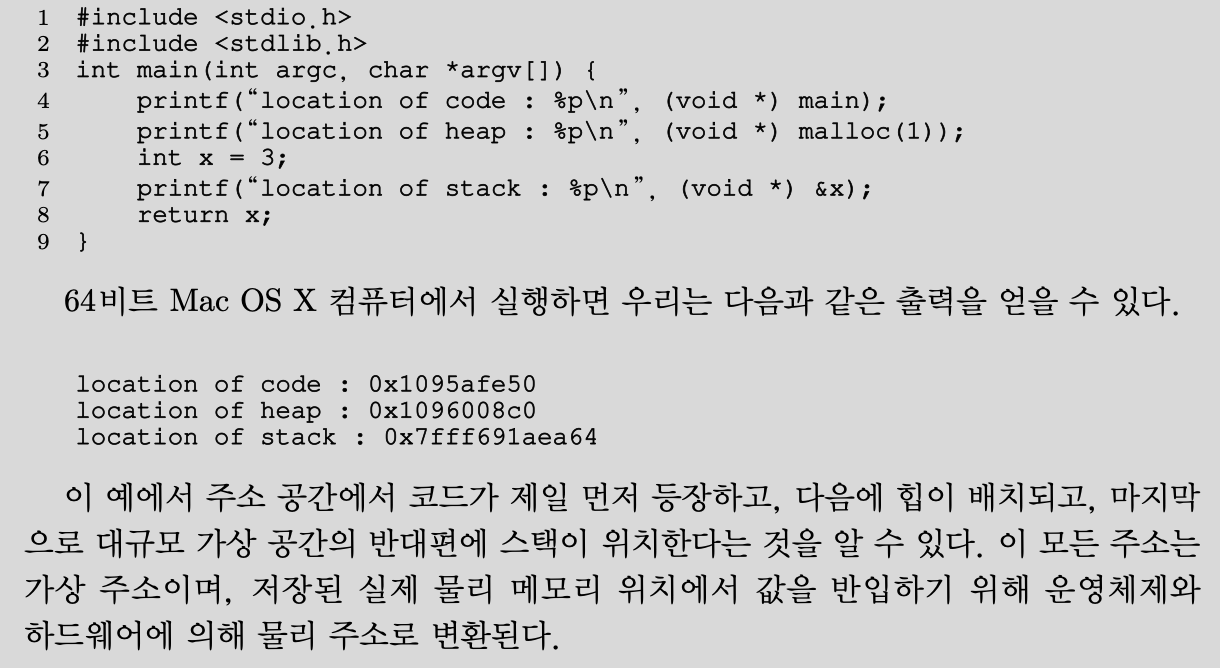 1 #include <stdio.h>
2 #include <stdlib.h>
3 int main(int argc, char *argv[]) {
4 printf(“location of code : %p\n”, (void *) main);
5 printf(“location of heap : %p\n”, (void *) malloc(1));
6 int x = 3;
7 printf(“location of stack : %p\n”, (void *) &x);
8 return x;
9 }
64비트 Mac OS X 컴퓨터에서 실행하면 우리는 다음과 같은 출력을 얻을 수 있다.
location of code : 0x1095afe50
location of heap : 0x1096008c0
location of stack : 0x7fff691aea64
이 예에서 주소 공간에서 코드가 제일 먼저 등장하고, 다음에 힙이 배치되고, 마지막
으로 대규모 가상 공간의 반대편에 스택이 위치한다는 것을 알 수 있다. 이 모든 주소는
가상 주소이며, 저장된 실제 물리 메모리 위치에서 값을 반입하기 위해 운영체제와
하드웨어에 의해 물리 주소로 변환된다.